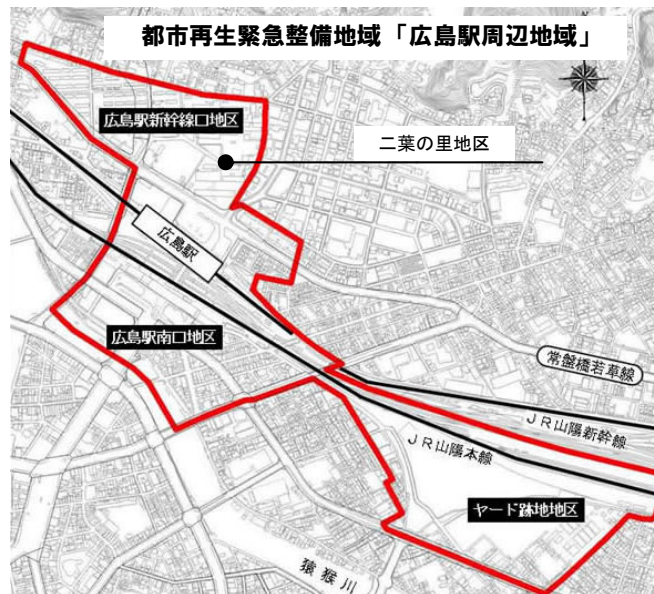 都市再生緊急整備地域「広島駅周辺地域」
広島駅新幹線口地区
二葉の里地区
広島駅
広島駅南口地区
常盤橋若草線
ＪＲ山陽新幹線
ＪＲ山陽本線
ヤード跡地地区
猿猴川